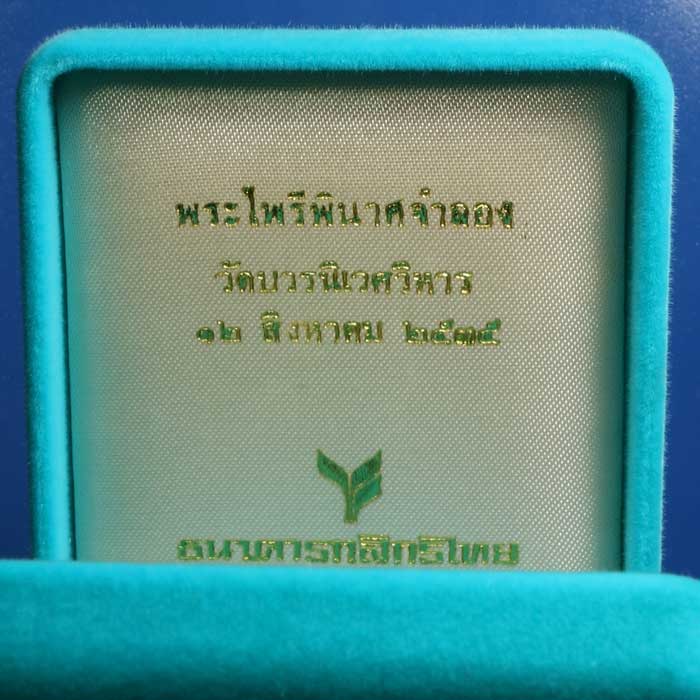 พระไพรีพินาศจำลอง
วัดบวรนิเวศวิหาร
๑๒ สิงหาคม ๒๕๓๕
ธนาคารกสิกรไทย